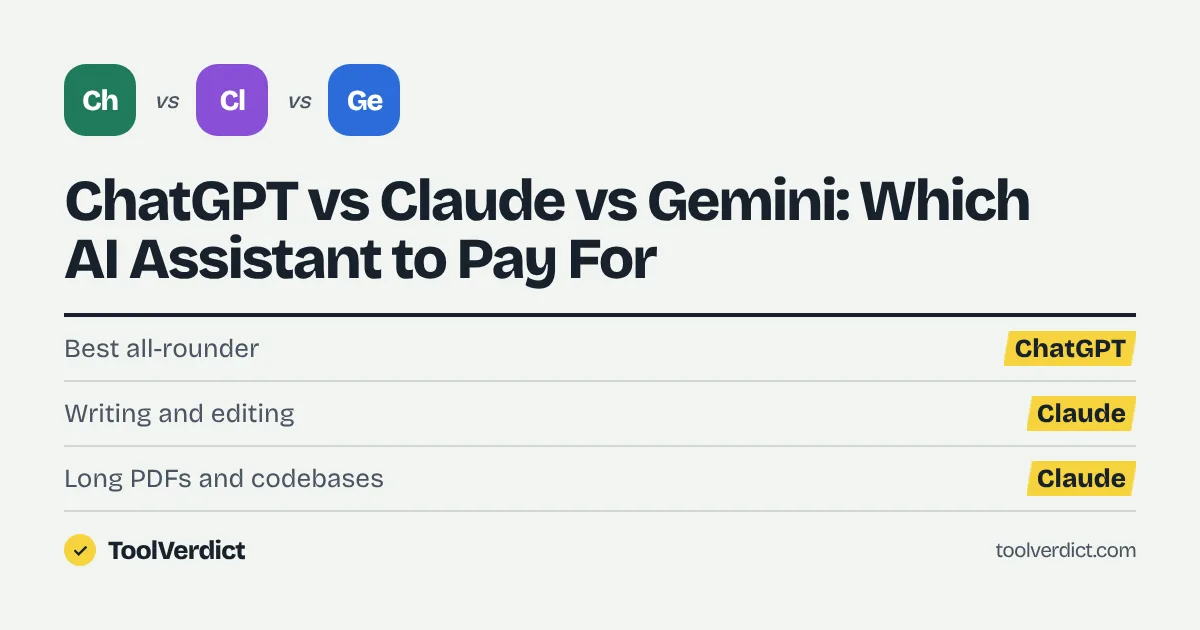 Ch vs Cl vs Ge
ChatGPT vs Claude vs Gemini: Which
AI Assistant to Pay For
Best all-rounder ChatGPT
Writing and editing Claude
Long PDFs and codebases Claude
ToolVerdict toolverdict.com